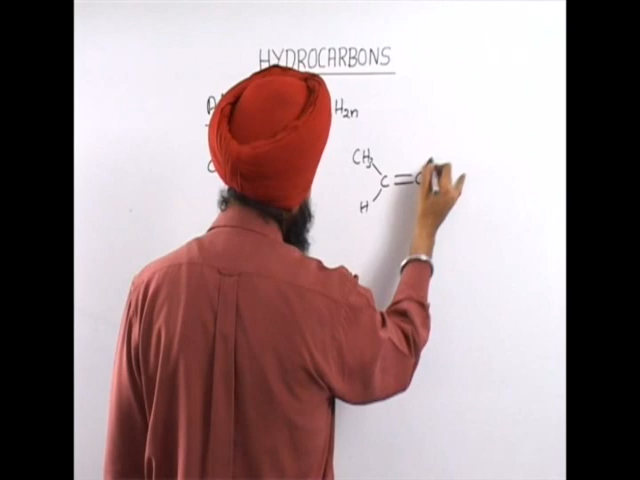 HYDROCARBONS
H2n
CH3
C = C
H